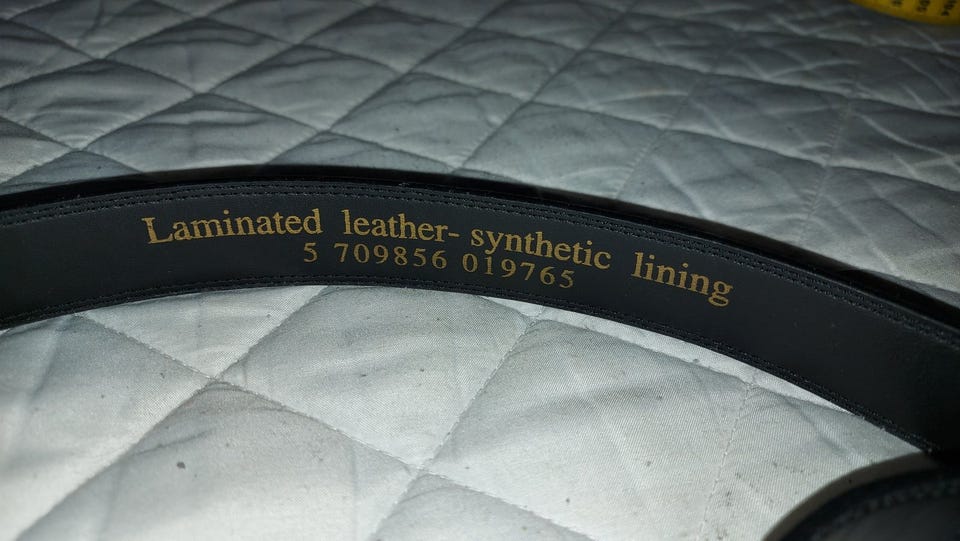 Laminated leather- synthetic lining
5 709856 019765